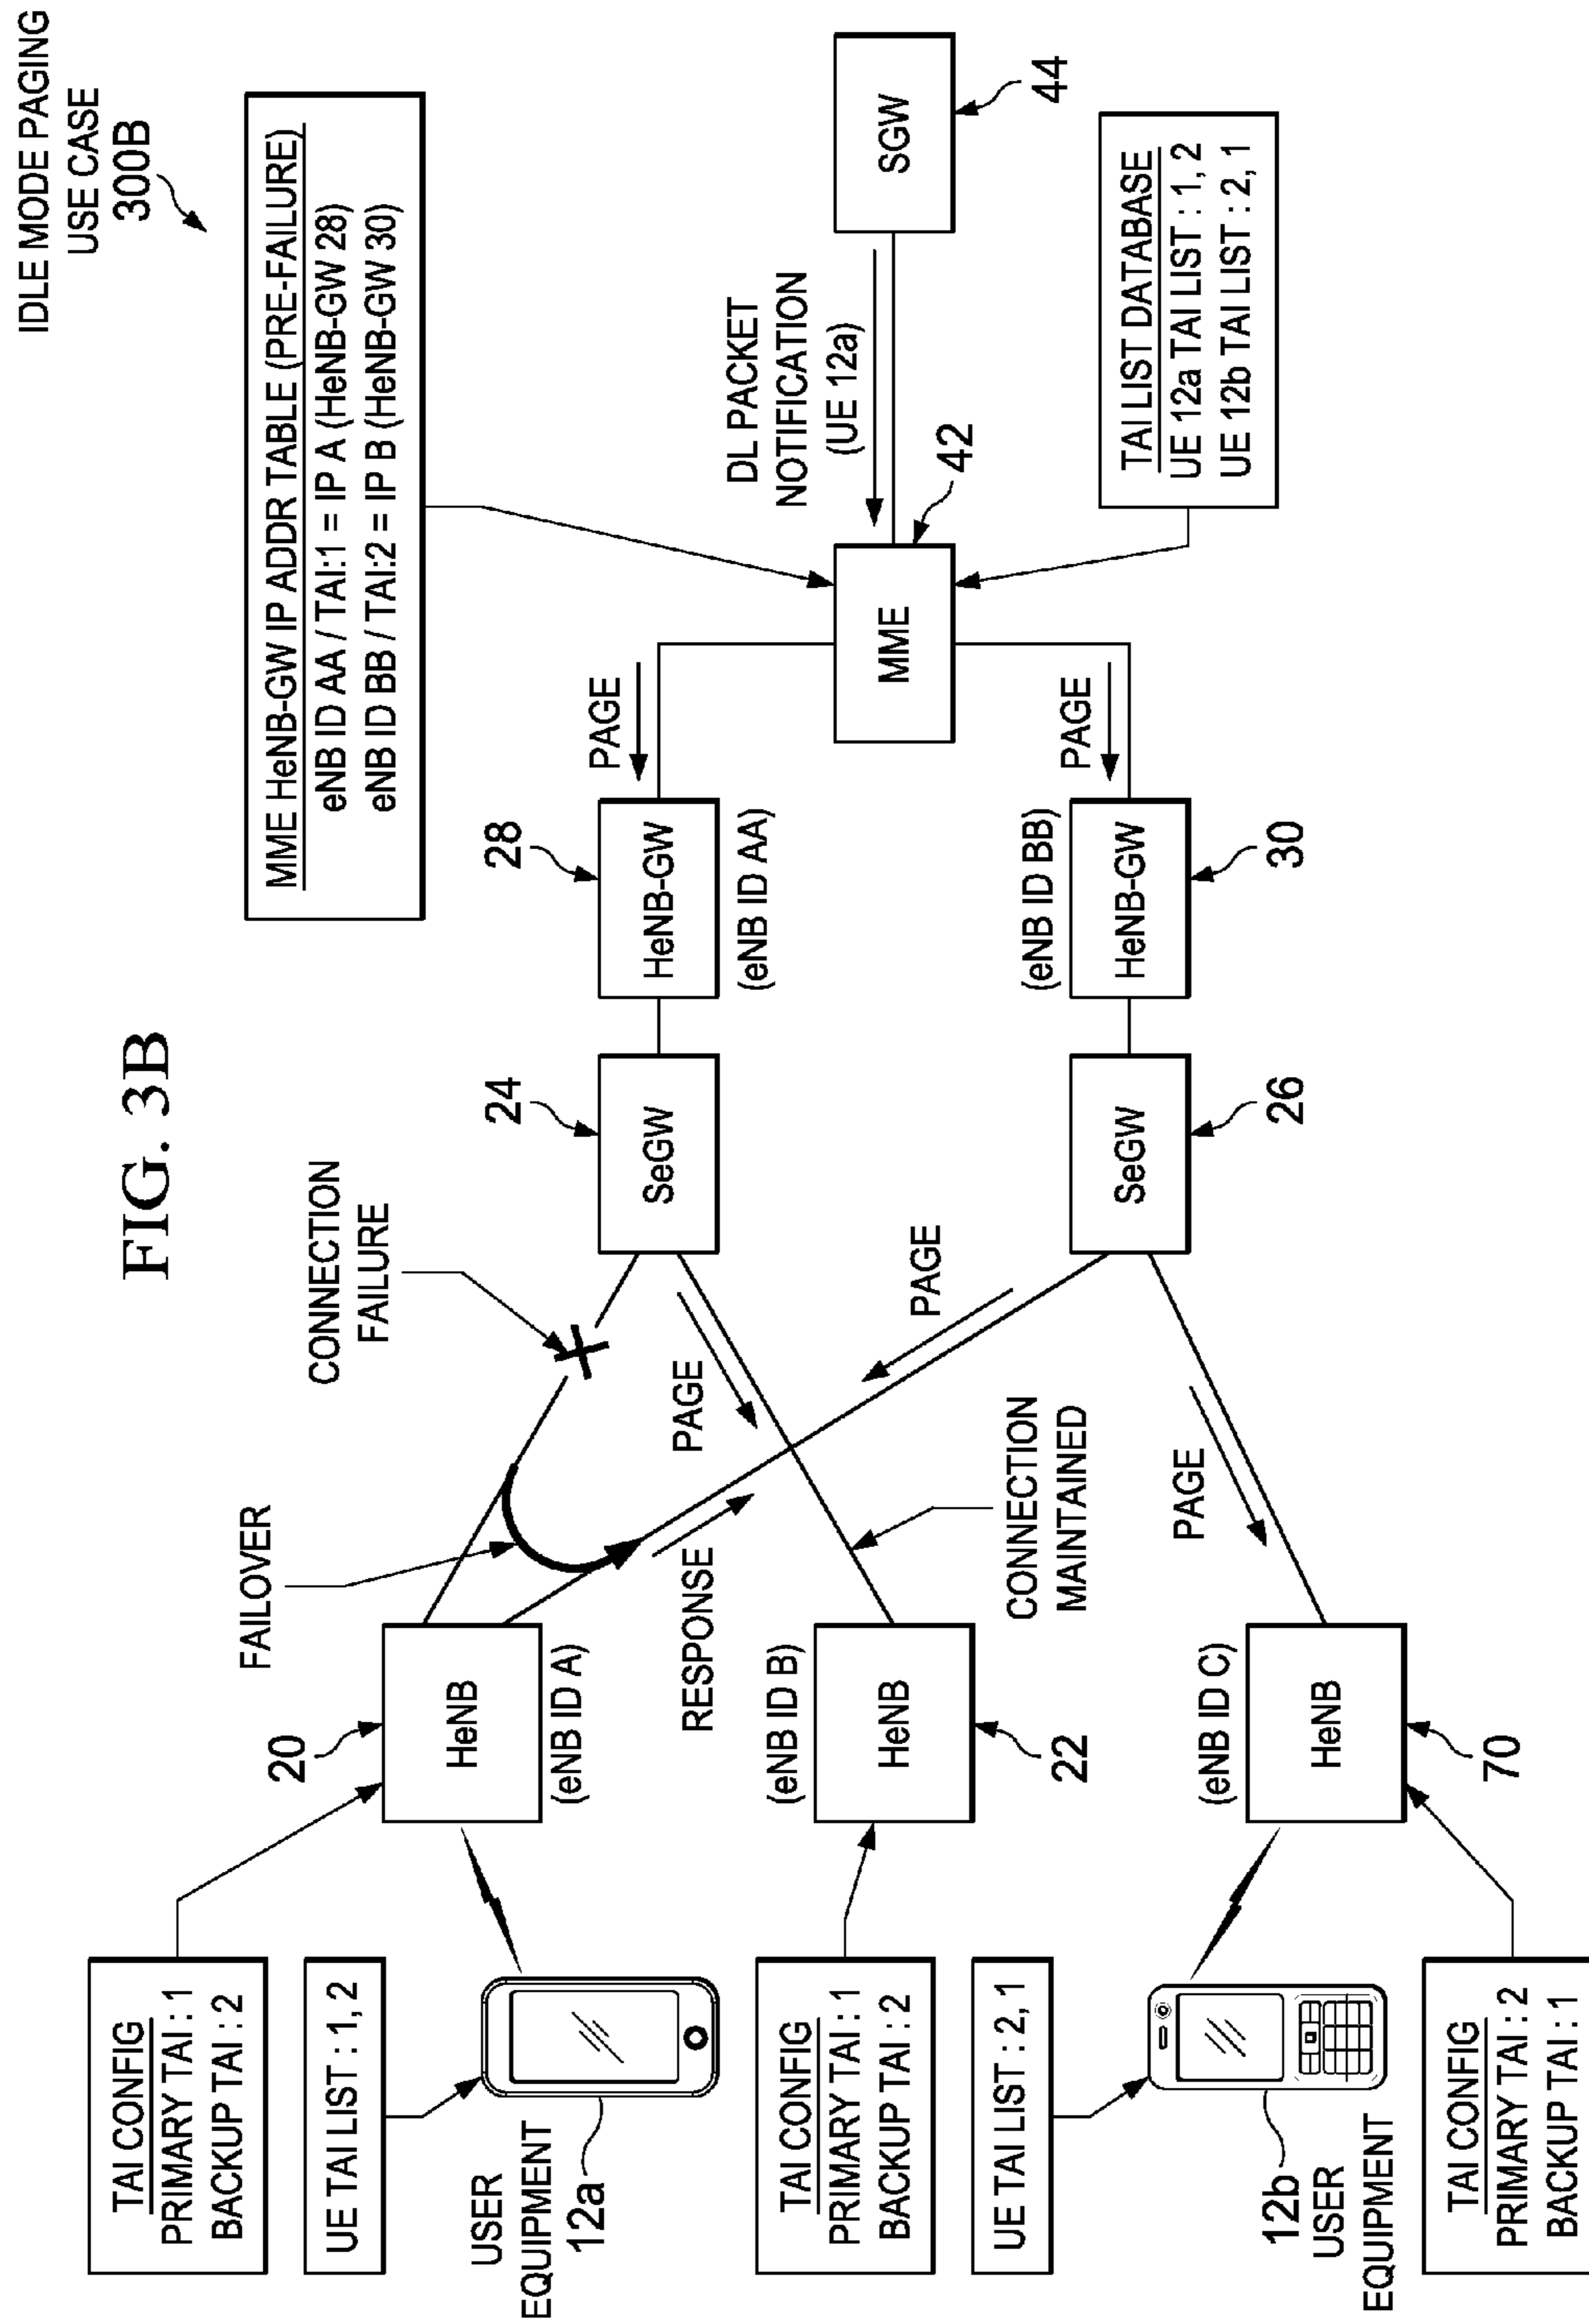 IDLE MODE PAGING
USE CASE
300B
FIG. 3B
MME HeNB-GW IP ADDR TABLE (PRE-FAILURE)
eNB ID AA / TAI:1 = IP A (HeNB-GW 28)
eNB ID BB / TAI:2 = IP B (HeNB-GW 30)
TAI CONFIG
PRIMARY TAI : 1
BACKUP TAI : 2
UE TAI LIST : 1, 2
USER
EQUIPMENT
12a
20
HeNB
(eNB ID A)
FAILOVER
CONNECTION
FAILURE
24
SeGW
28
HeNB-GW
(eNB ID AA)
PAGE
PAGE
RESPONSE
TAI CONFIG
PRIMARY TAI : 1
BACKUP TAI : 2
(eNB ID B)
HeNB
22
CONNECTION
MAINTAINED
PAGE
MME
42
DL PACKET
NOTIFICATION
(UE 12a)
SGW
44
UE TAI LIST : 2, 1
12b
USER
EQUIPMENT
(eNB ID C)
HeNB
70
PAGE
SeGW
26
(eNB ID BB)
HeNB-GW
30
PAGE
TAI LIST DATABASE
UE 12a TAI LIST : 1, 2
UE 12b TAI LIST : 2, 1
TAI CONFIG
PRIMARY TAI : 2
BACKUP TAI : 1